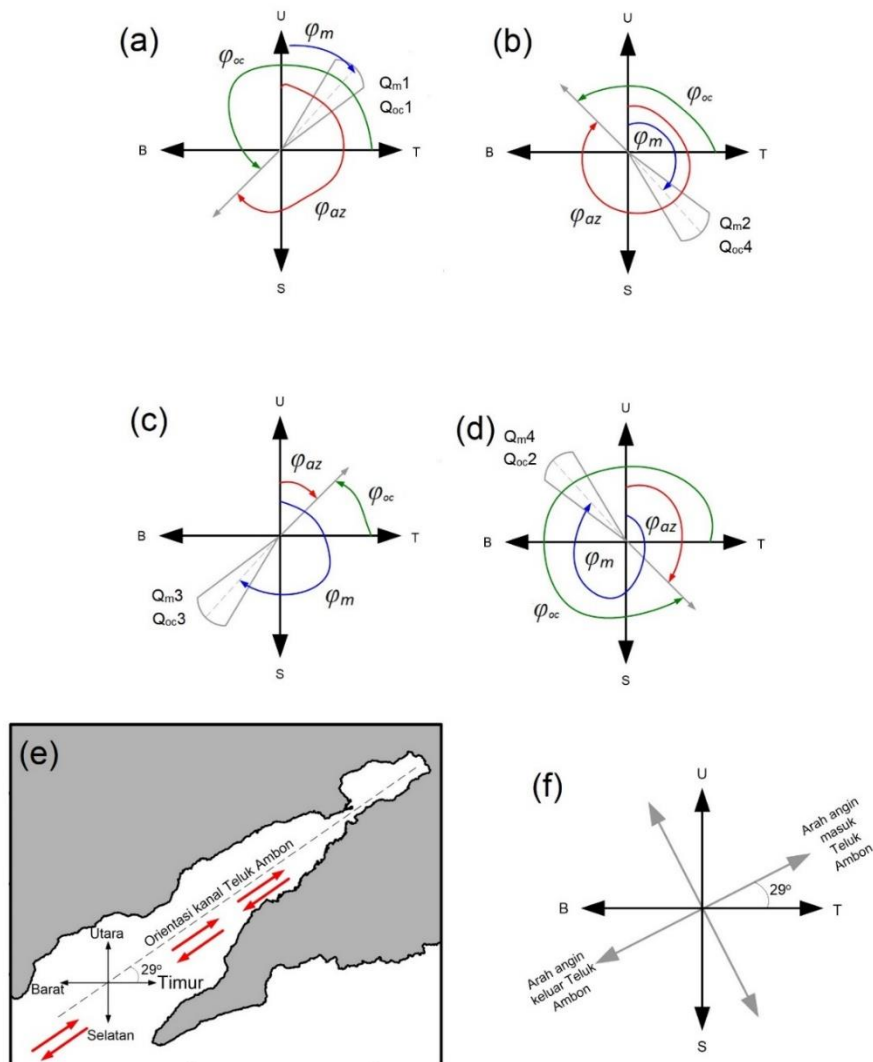 (a)
U
φm
φoc
Qm1
Qoc1
B
T
φaz
S
(b)
U
φoc
φm
B
T
φaz
Qm2
Qoc4
S
(c)
U
φaz
φoc
B
T
Qm3
Qoc3
φm
S
(d)
U
Qm4
Qoc2
φaz
B
T
φm
φoc
S
(e)
Orientasi kanal Teluk Ambon
Utara
29°
Barat
Timur
Selatan
(f)
U
Arah angin
masuk
Teluk
Ambon
29°
B
T
Arah angin
keluar Teluk
Ambon
S